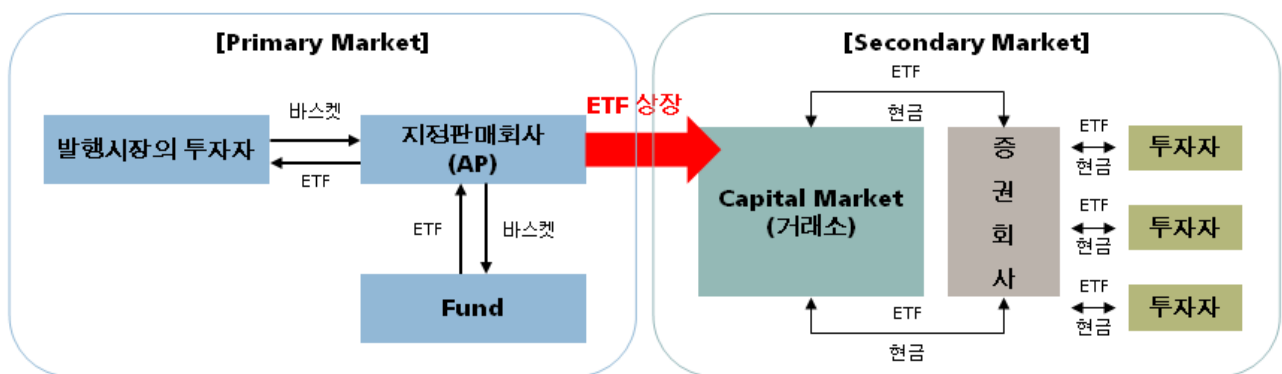 [Primary Market]
바스켓
발행시장의 투자자
ETF
지정판매회사
(AP)
ETF
바스켓
Fund
ETF 상장
[Secondary Market]
ETF
현금
Capital Market
(거래소)
증
권
회
사
ETF
현금
ETF
현금
투자자
ETF
현금
투자자
ETF
현금
투자자